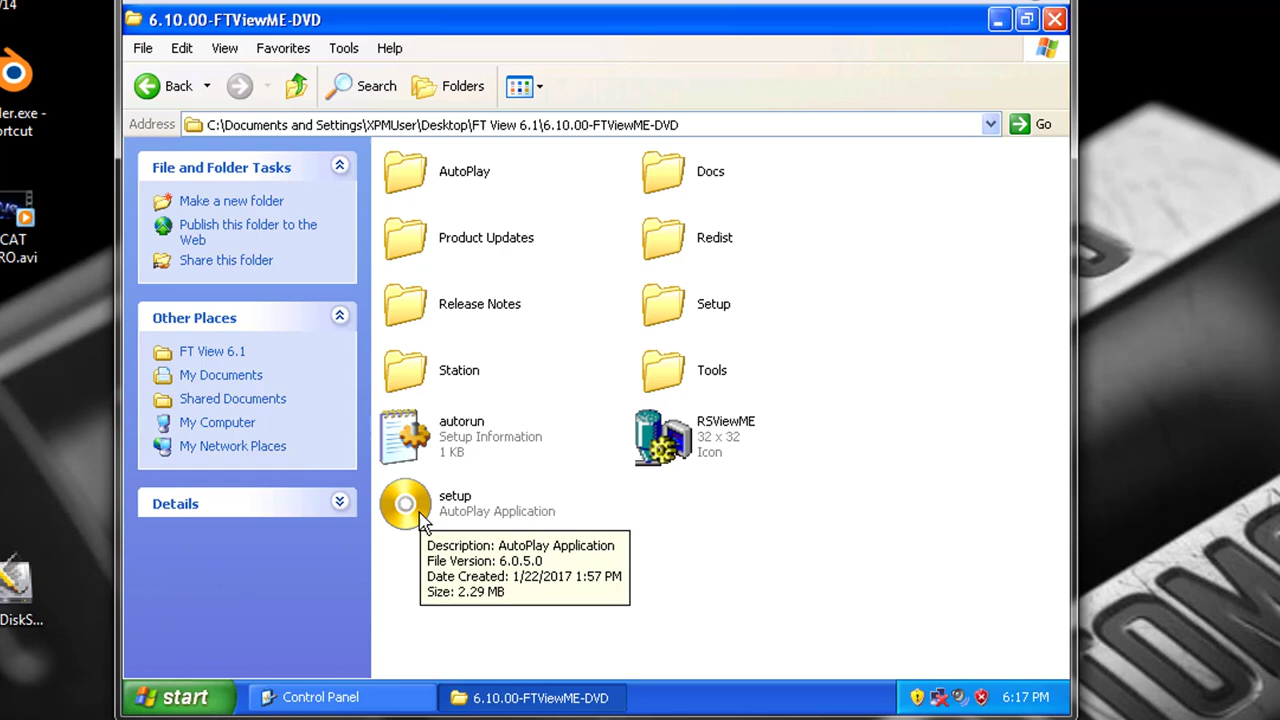 /14
6.10.00-FTViewME-DVD
File Edit View Favorites Tools Help
Back Search Folders
Address C:\Documents and Settings\XPMUser\Desktop\FT View 6.1\6.10.00-FTViewME-DVD Go
der.exe -
ortcut
CAT
RO.avi
DiskS...
File and Folder Tasks
Make a new folder
Publish this folder to the
Web
Share this folder
Other Places
FT View 6.1
My Documents
Shared Documents
My Computer
My Network Places
Details
AutoPlay Docs
Product Updates Redist
Release Notes Setup
Station Tools
autorun
Setup Information
1 KB
RSViewME
32 x 32
Icon
setup
AutoPlay Application
Description: AutoPlay Application
File Version: 6.0.5.0
Date Created: 1/22/2017 1:57 PM
Size: 2.29 MB
start Control Panel 6.10.00-FTViewME-DVD 6:17 PM